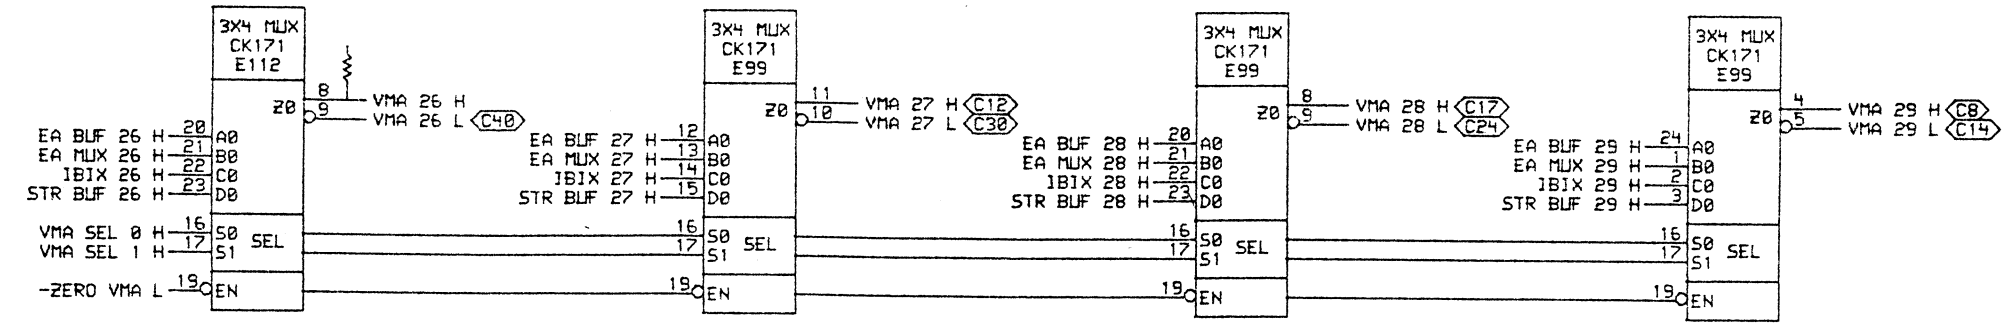 3X4 MUX
CK171
E112
8
Z0
9
VMA 26 H
VMA 26 L C40
EA BUF 26 H 20 A0
EA MUX 26 H 21 B0
IBIX 26 H 22 C0
STR BUF 26 H 23 D0
VMA SEL 0 H 16 S0
SEL
VMA SEL 1 H 17 S1
-ZERO VMA L 19 EN
3X4 MUX
CK171
E99
11
Z0
10
VMA 27 H C12
VMA 27 L C30
EA BUF 27 H 12 A0
EA MUX 27 H 13 B0
IBIX 27 H 14 C0
STR BUF 27 H 15 D0
16 S0
SEL
17 S1
19 EN
3X4 MUX
CK171
E99
8
Z0
9
VMA 28 H C17
VMA 28 L C24
EA BUF 28 H 20 A0
EA MUX 28 H 21 B0
IBIX 28 H 22 C0
STR BUF 28 H 23 D0
16 S0
SEL
17 S1
19 EN
3X4 MUX
CK171
E99
4
Z0
5
VMA 29 H C8
VMA 29 L C14
EA BUF 29 H 24 A0
EA MUX 29 H 1 B0
IBIX 29 H 2 C0
STR BUF 29 H 3 D0
16 S0
SEL
17 S1
19 EN